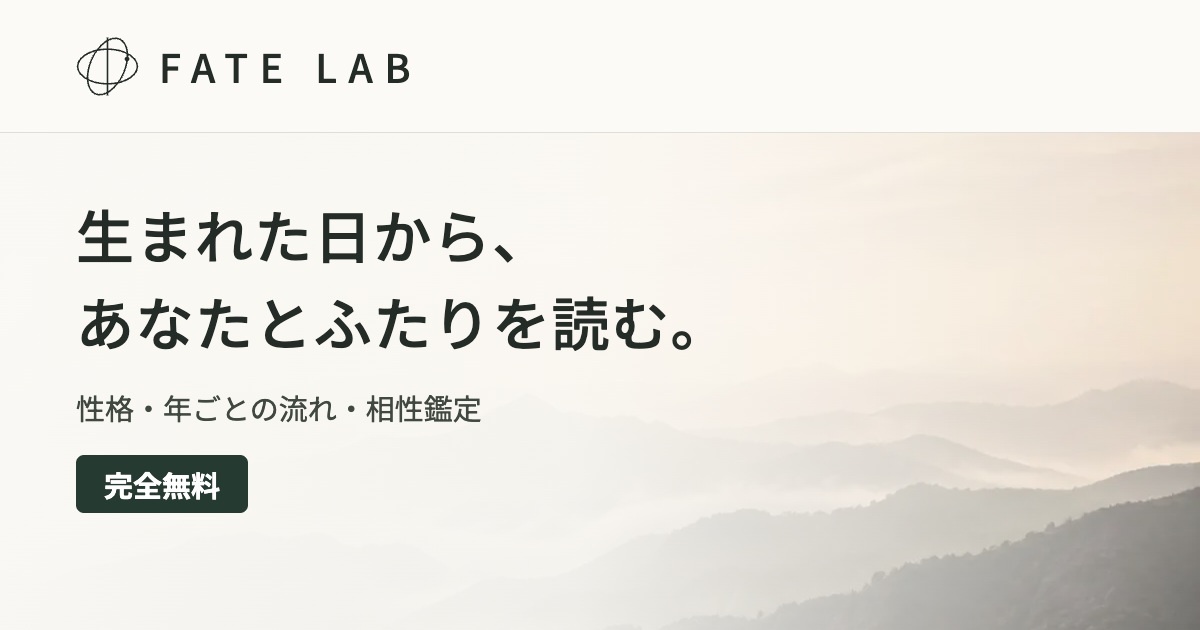 FATE LAB
生まれた日から、
あなたとふたりを読む。
性格・年ごとの流れ・相性鑑定
完全無料